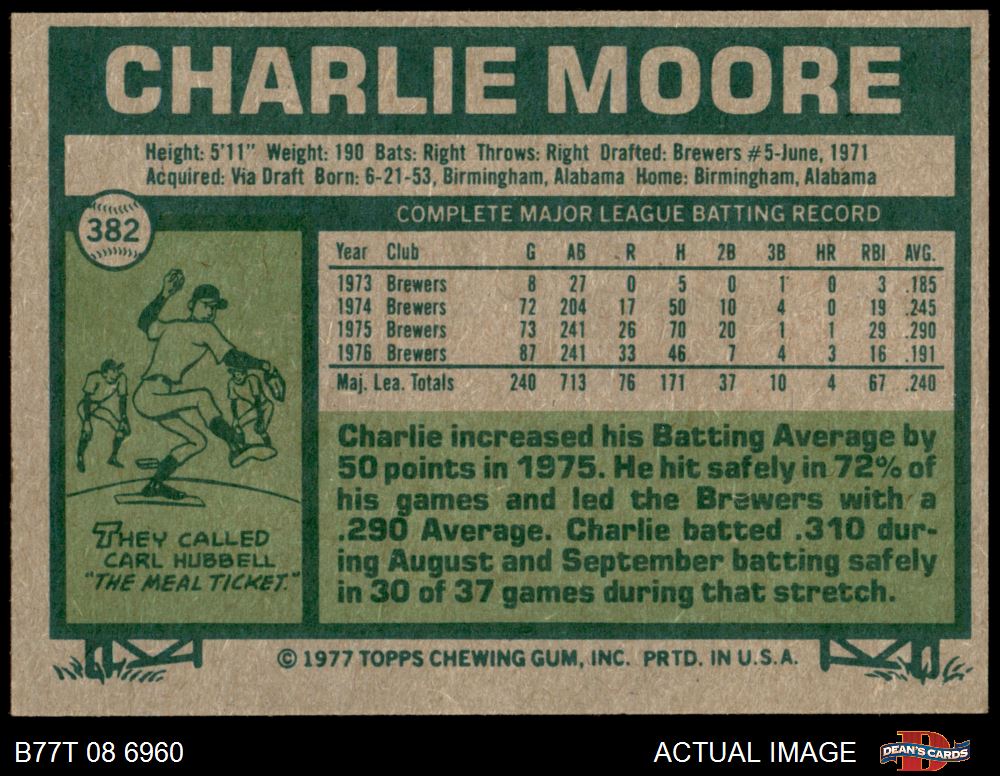 CHARLIE MOORE
Height: 5'11" Weight: 190 Bats: Right Throws: Right Drafted: Brewers #5-June, 1971
Acquired: Via Draft Born: 6-21-53, Birmingham, Alabama Home: Birmingham, Alabama
382
COMPLETE MAJOR LEAGUE BATTING RECORD
Year Club G AB R H 2B 3B HR RBI AVG.
1973 Brewers 8 27 0 5 0 1 0 3 .185
1974 Brewers 72 204 17 50 10 4 0 19 .245
1975 Brewers 73 241 26 70 20 1 1 29 .290
1976 Brewers 87 241 33 46 7 4 3 16 .191
Maj. Lea. Totals 240 713 76 171 37 10 4 67 .240
THEY CALLED
CARL HUBBELL
"THE MEAL TICKET."
Charlie increased his Batting Average by
50 points in 1975. He hit safely in 72% of
his games and led the Brewers with a
.290 Average. Charlie batted .310 dur-
ing August and September batting safely
in 30 of 37 games during that stretch.
© 1977 TOPPS CHEWING GUM, INC. PRTD. IN U.S.A.
B77T 08 6960
ACTUAL IMAGE
DEAN'S CARDS